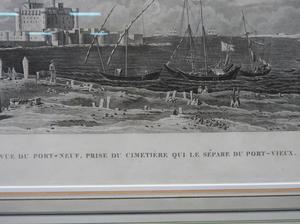 VUE DU PORT-NEUF, PRISE DU CIMETIÈRE QUI LE SÉPARE DU PORT-VIEUX.